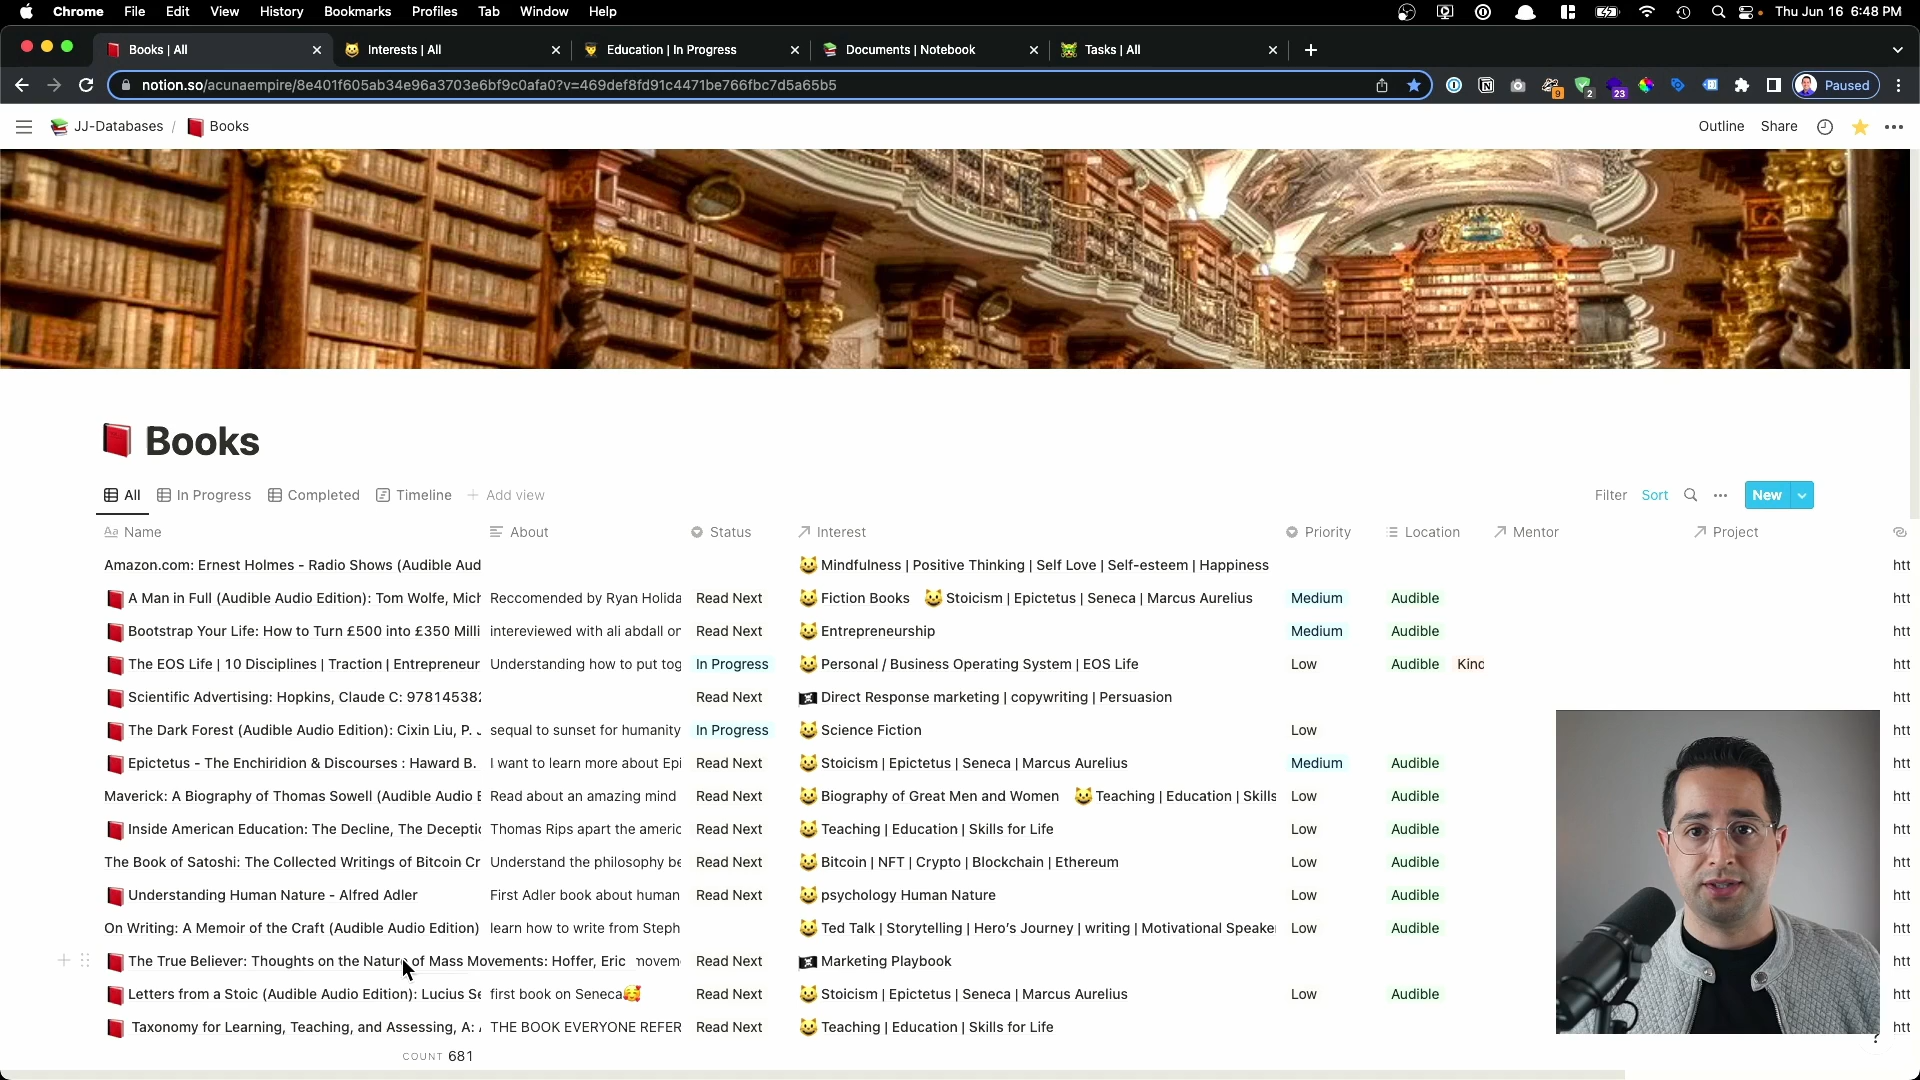 Chrome File Edit View History Bookmarks Profiles Tab Window Help Thu Jun 16 6:48 PM
Books | All Interests | All Education | In Progress Documents | Notebook Tasks | All
notion.so/acunaempire/8e401f605ab34e96a3703e6bf9c0afa0?v=469def8fd91c4471be766fbc7d5a65b5 9 2 23 Paused
JJ-Databases / Books Outline Share
Books
All In Progress Completed Timeline + Add view Filter Sort New
Aa Name About Status Interest Priority Location Mentor Project
Amazon.com: Ernest Holmes - Radio Shows (Audible Aud Mindfulness | Positive Thinking | Self Love | Self-esteem | Happiness htt
A Man in Full (Audible Audio Edition): Tom Wolfe, Mich Reccomended by Ryan Holida Read Next Fiction Books Stoicism | Epictetus | Seneca | Marcus Aurelius Medium Audible htt
Bootstrap Your Life: How to Turn £500 into £350 Milli intereviewed with ali abdall on Read Next Entrepreneurship Medium Audible htt
The EOS Life | 10 Disciplines | Traction | Entrepreneur Understanding how to put tog In Progress Personal / Business Operating System | EOS Life Low Audible Kind htt
Scientific Advertising: Hopkins, Claude C: 978145382 Read Next Direct Response marketing | copywriting | Persuasion htt
The Dark Forest (Audible Audio Edition): Cixin Liu, P. J sequal to sunset for humanity In Progress Science Fiction Low htt
Epictetus - The Enchiridion & Discourses : Haward B. I want to learn more about Epi Read Next Stoicism | Epictetus | Seneca | Marcus Aurelius Medium Audible htt
Maverick: A Biography of Thomas Sowell (Audible Audio E Read about an amazing mind Read Next Biography of Great Men and Women Teaching | Education | Skills Low Audible htt
Inside American Education: The Decline, The Deceptic Thomas Rips apart the americ Read Next Teaching | Education | Skills for Life Low Audible htt
The Book of Satoshi: The Collected Writings of Bitcoin Cr Understand the philosophy be Read Next Bitcoin | NFT | Crypto | Blockchain | Ethereum Low Audible htt
Understanding Human Nature - Alfred Adler First Adler book about human Read Next psychology Human Nature Low Audible htt
On Writing: A Memoir of the Craft (Audible Audio Edition) learn how to write from Steph Ted Talk | Storytelling | Hero's Journey | writing | Motivational Speake Low Audible htt
The True Believer: Thoughts on the Nature of Mass Movements: Hoffer, Eric movem Read Next Marketing Playbook htt
Letters from a Stoic (Audible Audio Edition): Lucius Se first book on Seneca🥰 Read Next Stoicism | Epictetus | Seneca | Marcus Aurelius Low Audible htt
Taxonomy for Learning, Teaching, and Assessing, A: A THE BOOK EVERYONE REFER Read Next Teaching | Education | Skills for Life htt
COUNT 681